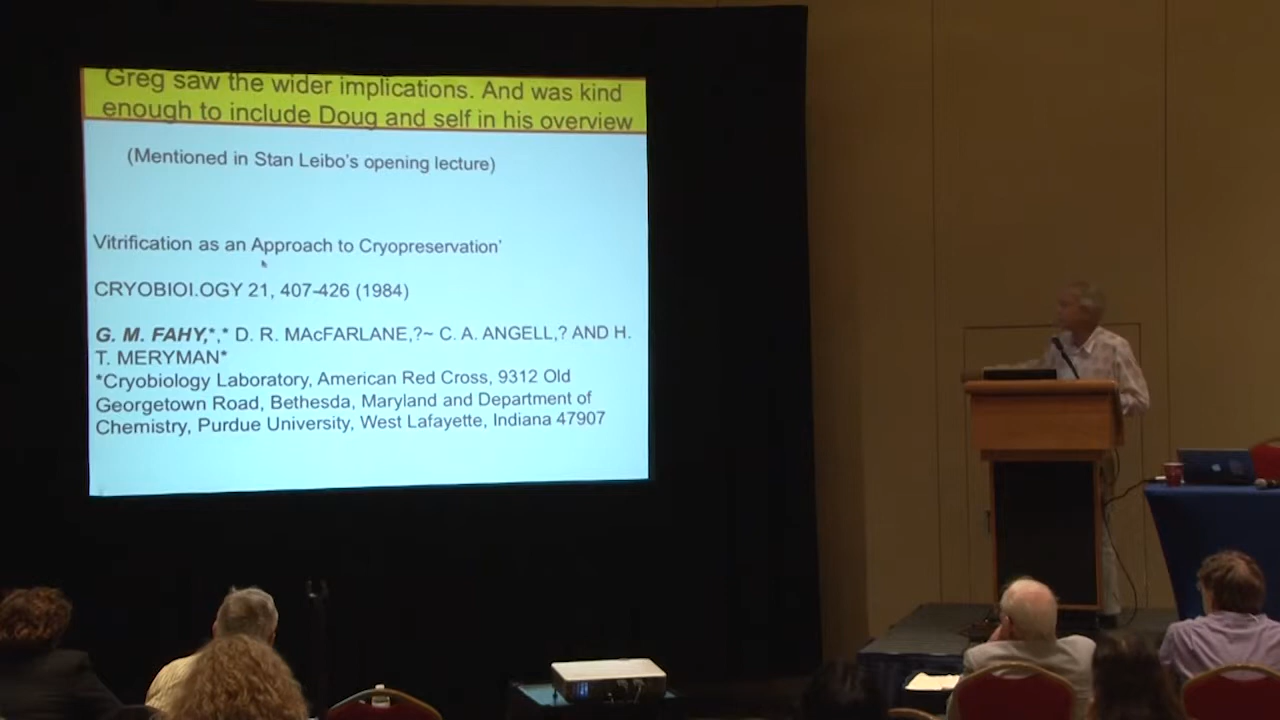 Greg saw the wider implications. And was kind
enough to include Doug and self in his overview
(Mentioned in Stan Leibo's opening lecture)
Vitrification as an Approach to Cryopreservation'
CRYOBIOI.OGY 21, 407-426 (1984)
G. M. FAHY,*,* D. R. MAcFARLANE,?~ C. A. ANGELL,? AND H.
T. MERYMAN*
*Cryobiology Laboratory, American Red Cross, 9312 Old
Georgetown Road, Bethesda, Maryland and Department of
Chemistry, Purdue University, West Lafayette, Indiana 47907